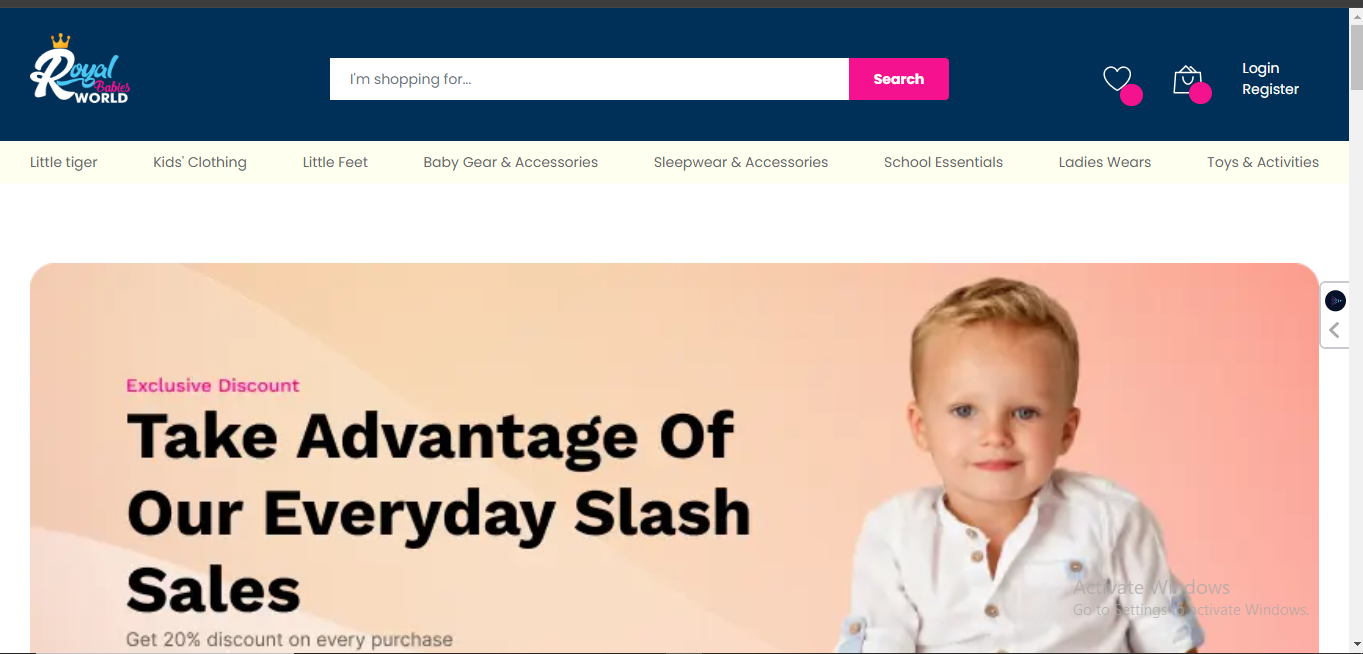 Royal
Babies
WORLD
I'm shopping for...
Search
Login
Register
Little tiger
Kids' Clothing
Little Feet
Baby Gear & Accessories
Sleepwear & Accessories
School Essentials
Ladies Wears
Toys & Activities
Exclusive Discount
Take Advantage Of
Our Everyday Slash
Sales
Get 20% discount on every purchase
Activate Windows
Go to Settings to activate Windows.